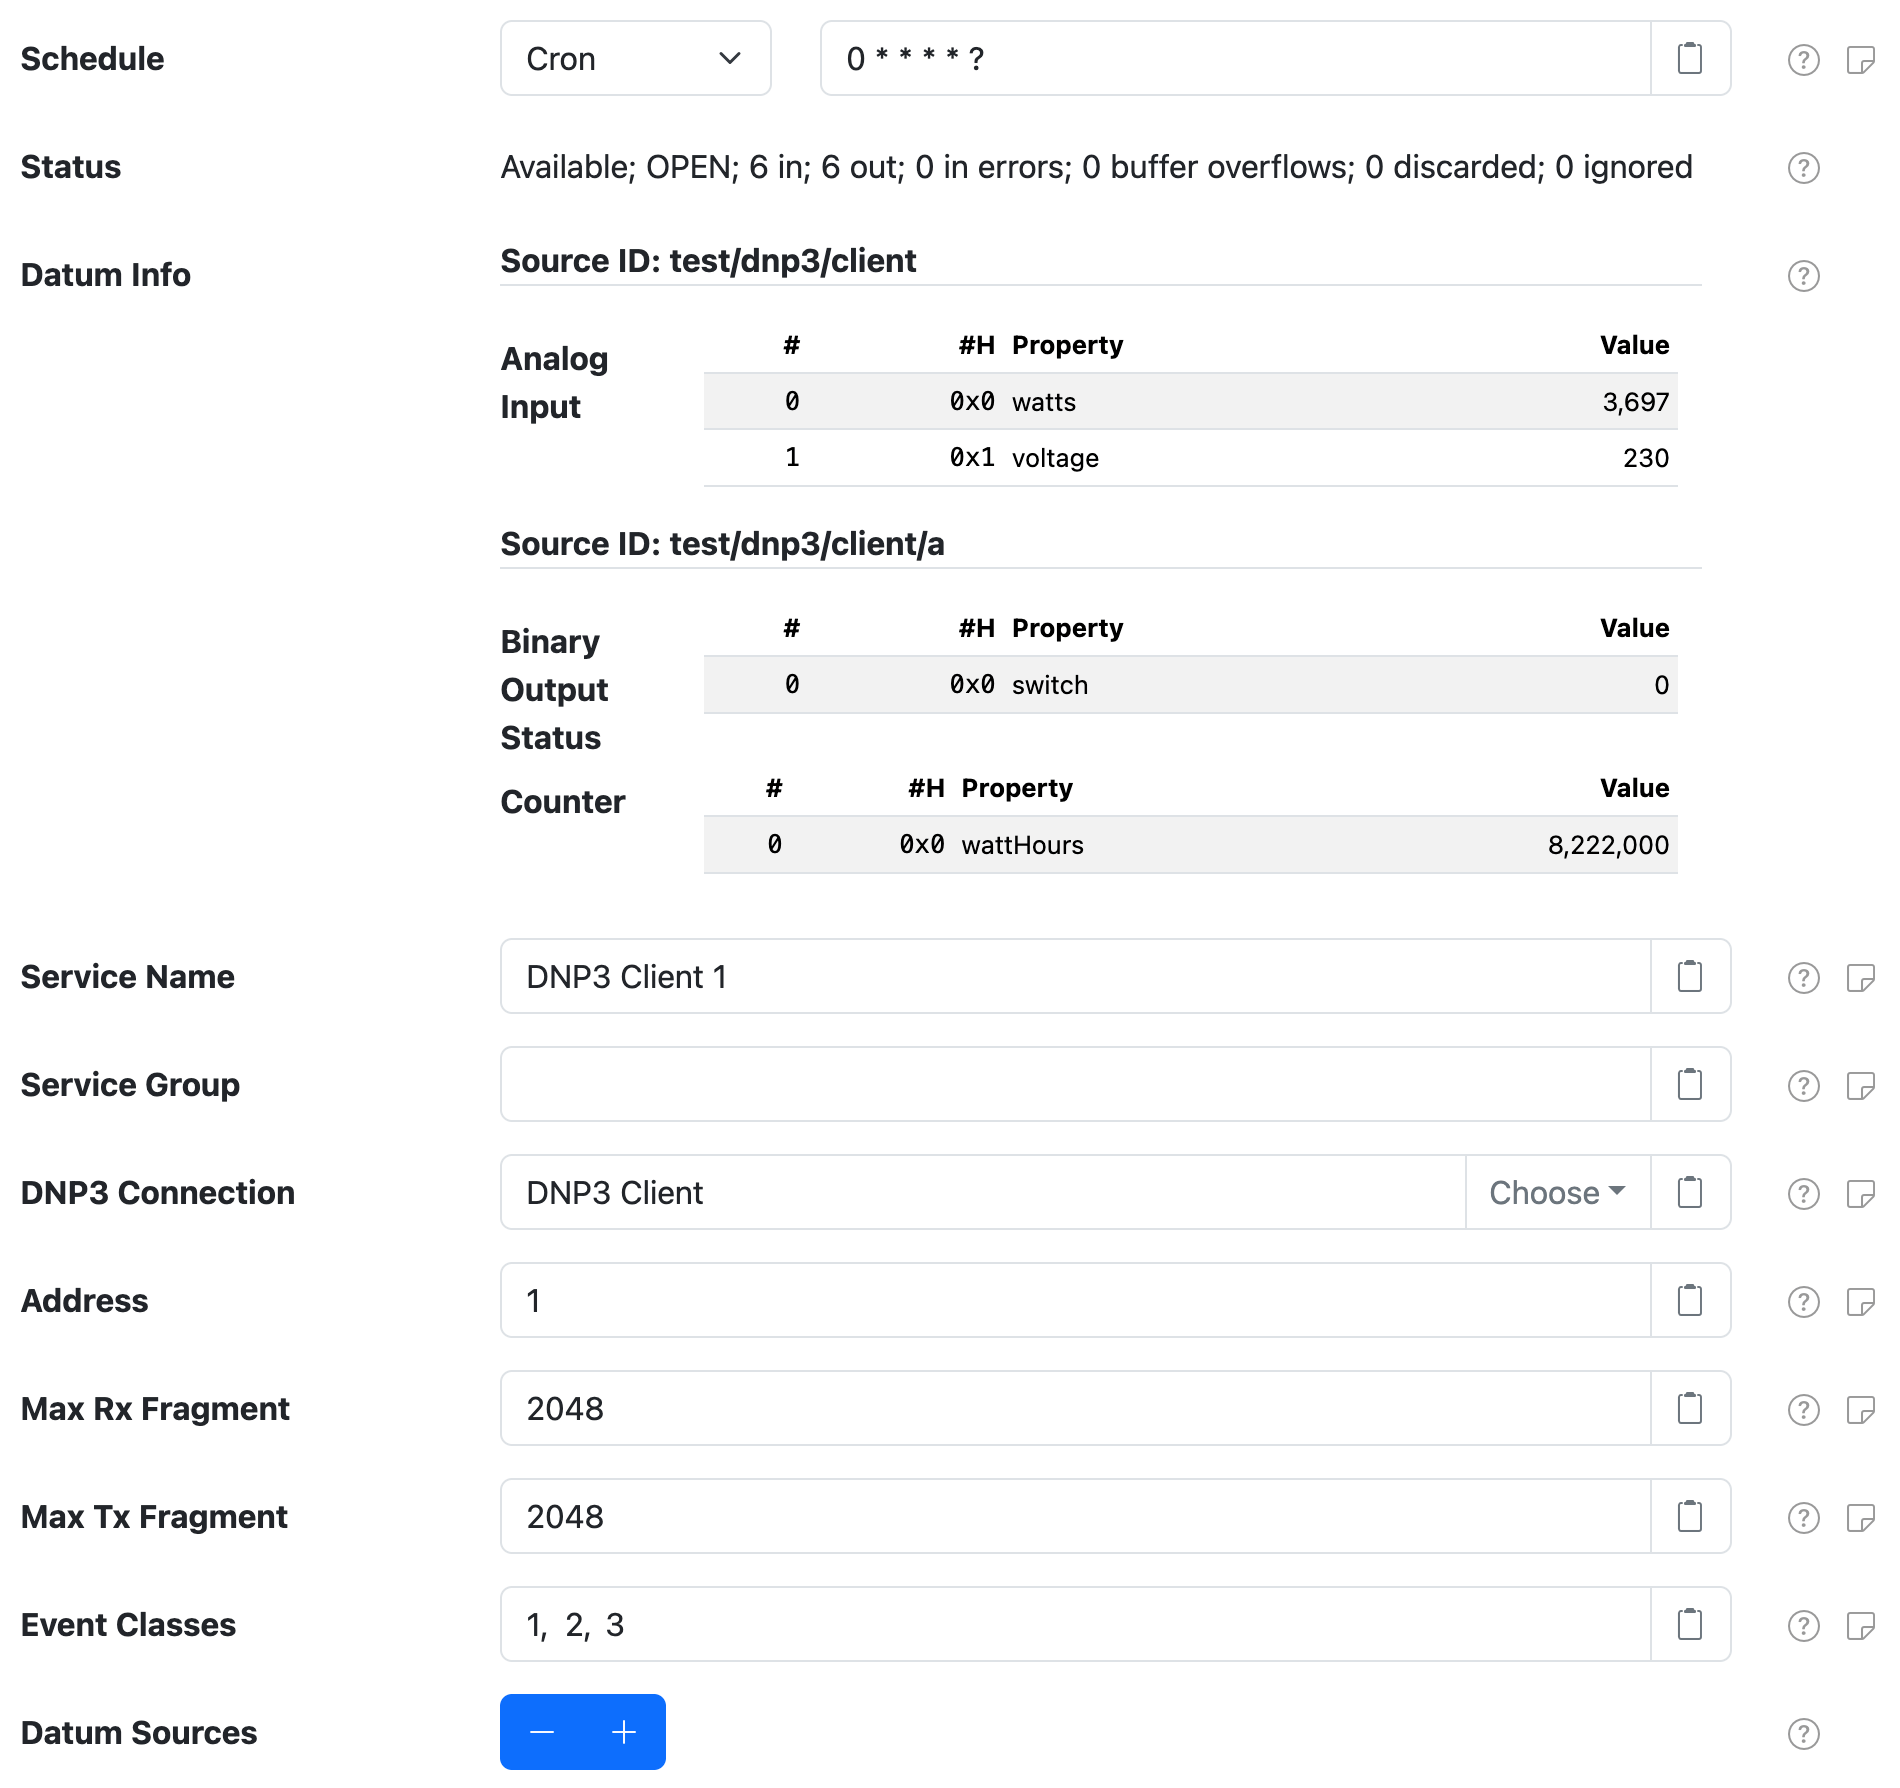 Schedule Cron 0 * * * * ?
Status Available; OPEN; 6 in; 6 out; 0 in errors; 0 buffer overflows; 0 discarded; 0 ignored
Datum Info Source ID: test/dnp3/client
Analog Input
# #H Property Value
0 0x0 watts 3,697
1 0x1 voltage 230
Source ID: test/dnp3/client/a
Binary Output Status
# #H Property Value
0 0x0 switch 0
Counter
# #H Property Value
0 0x0 wattHours 8,222,000
Service Name DNP3 Client 1
Service Group
DNP3 Connection DNP3 Client Choose
Address 1
Max Rx Fragment 2048
Max Tx Fragment 2048
Event Classes 1, 2, 3
Datum Sources